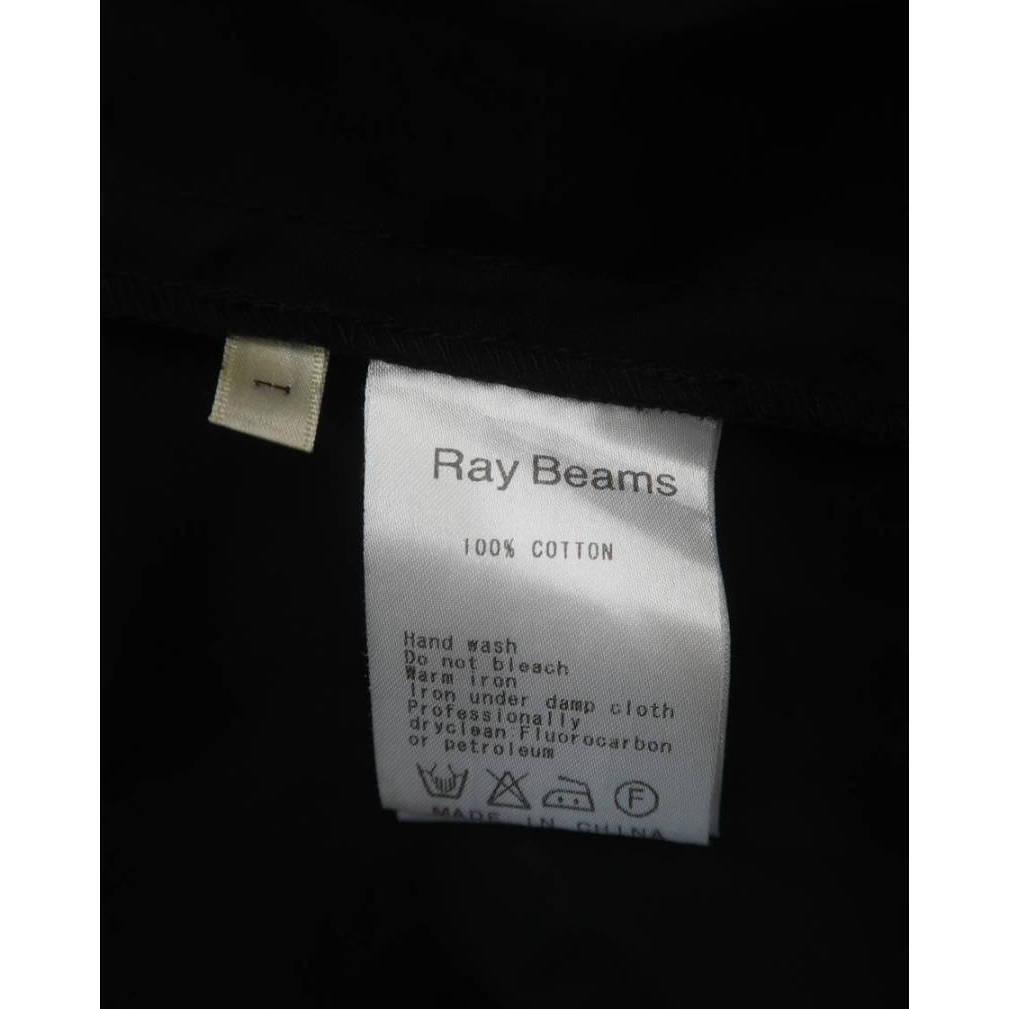 1
Ray Beams
100% COTTON
Hand wash
Do not bleach
Warm iron
Iron under damp cloth
Professionally
dryclean Fluorocarbon
or petroleum
F
MADE IN CHINA